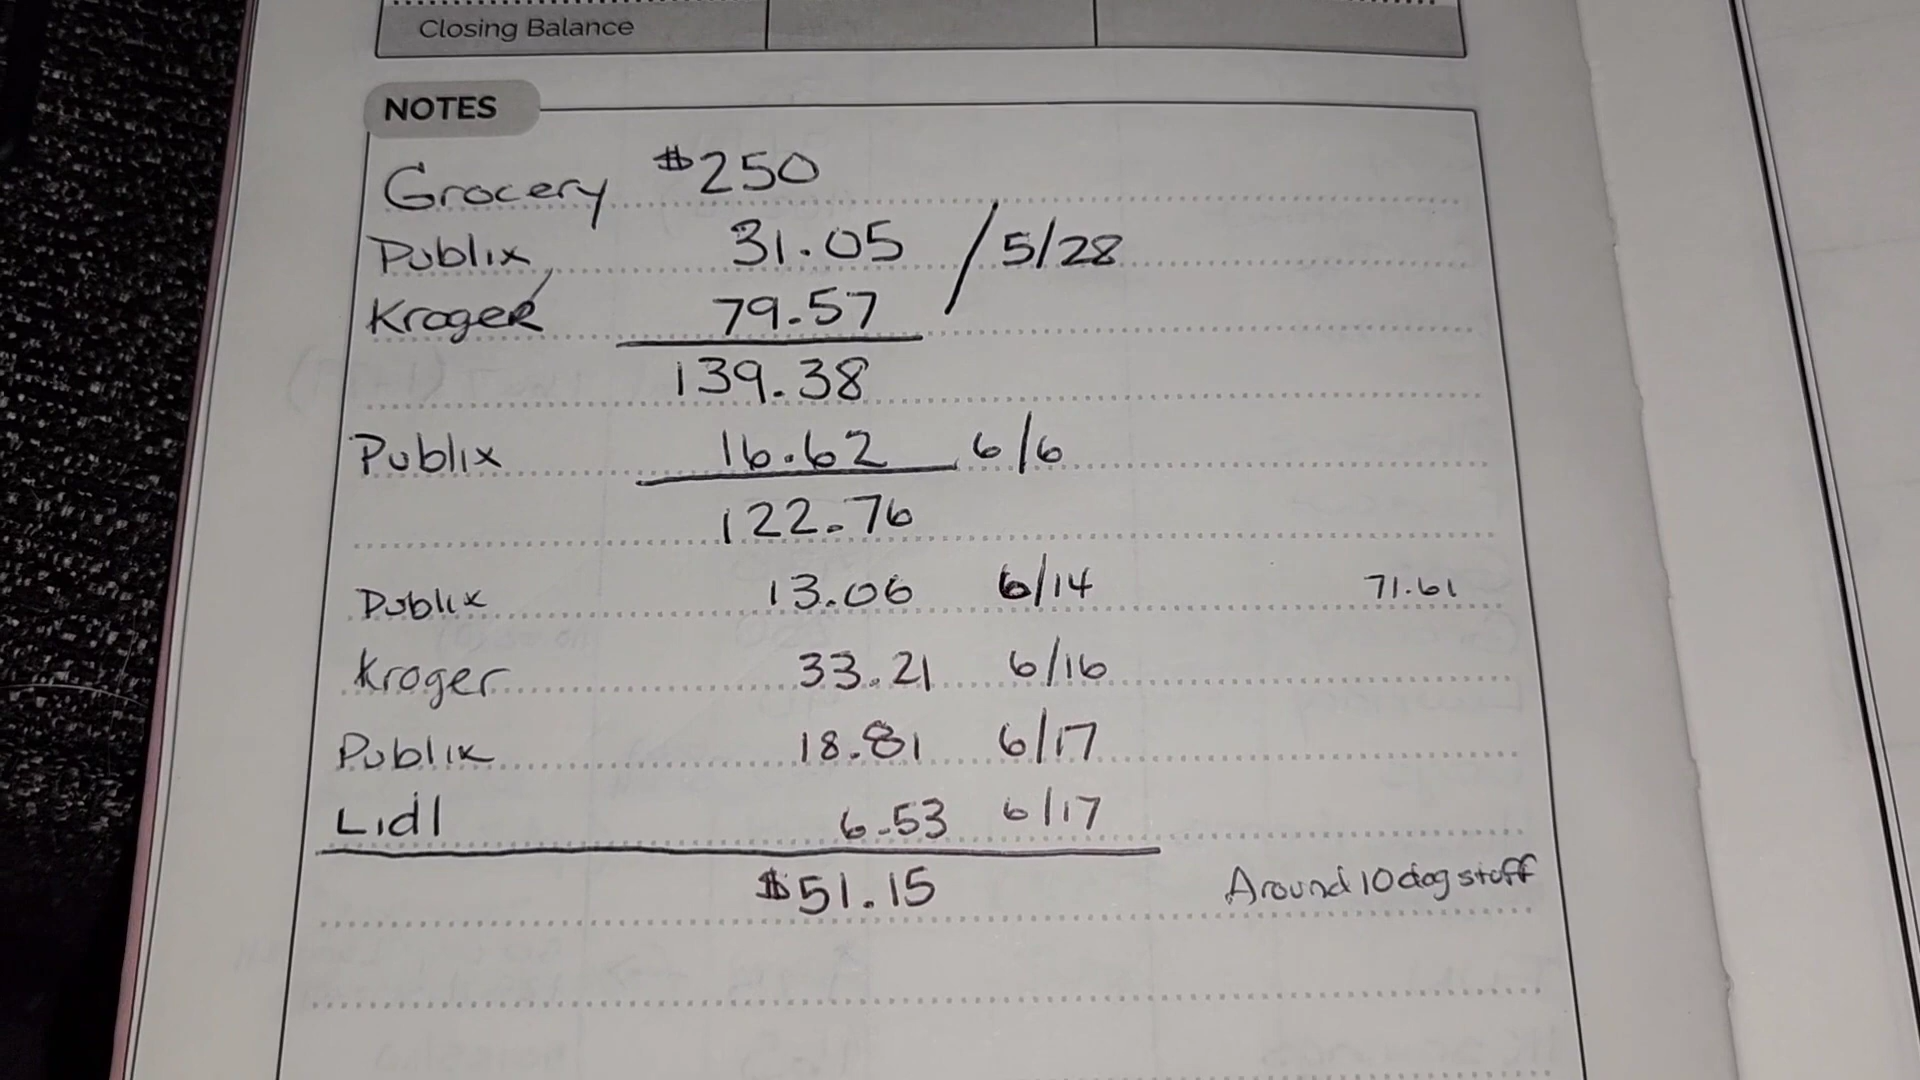 Closing Balance
NOTES
Grocery $250
Publix 31.05 / 5/28
Kroger 79.57
139.38
Publix 16.62 6/6
122.76
Publix 13.06 6/14 71.61
Kroger 33.21 6/16
Publix 18.81 6/17
Lidl 6.53 6/17
$51.15 Around 10 dog stuff